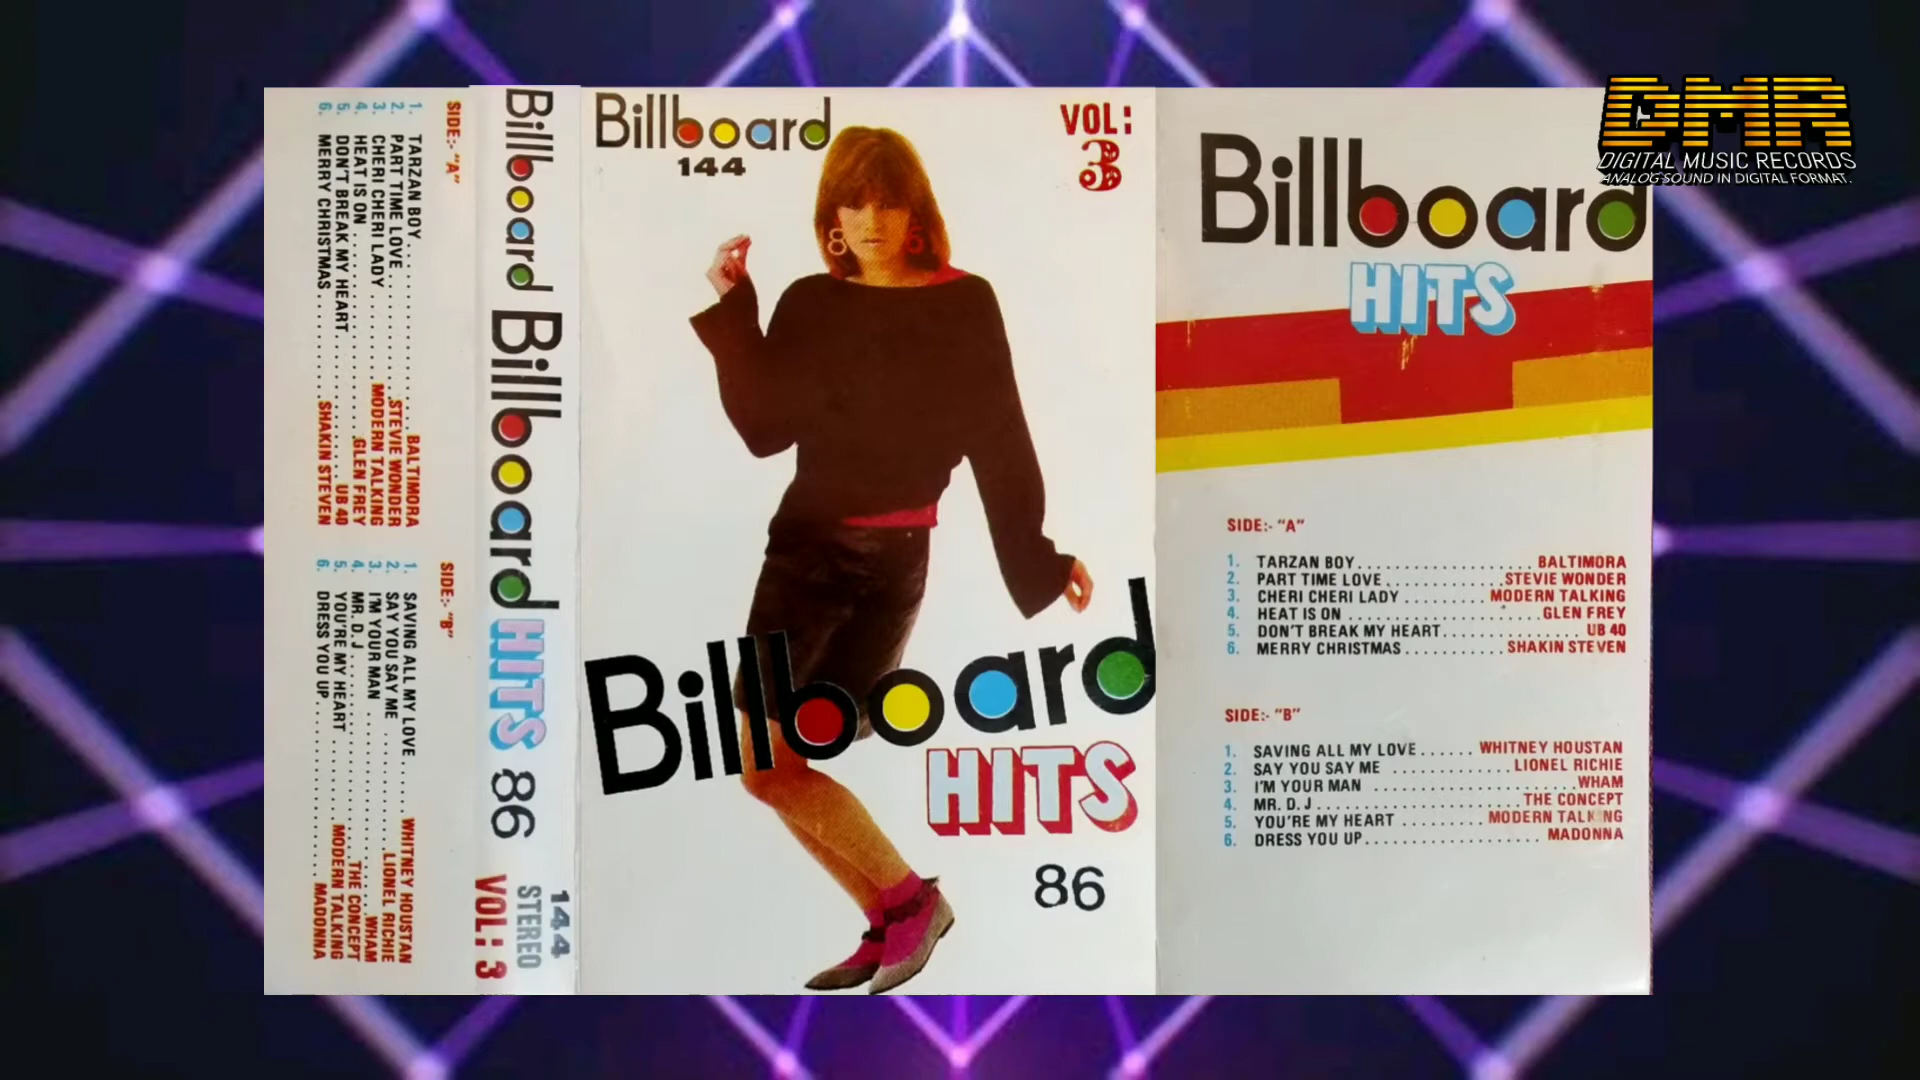 SIDE:- "A"
1. TARZAN BOY.......................BALTIMORA
2. PART TIME LOVE...............STEVIE WONDER
3. CHERI CHERI LADY..........MODERN TALKING
4. HEAT IS ON.........................GLEN FREY
5. DON'T BREAK MY HEART..................UB 40
6. MERRY CHRISTMAS............SHAKIN STEVEN
SIDE:- "B"
1. SAVING ALL MY LOVE.....WHITNEY HOUSTAN
2. SAY YOU SAY ME.............LIONEL RICHIE
3. I'M YOUR MAN......................WHAM
4. MR. D. J........................THE CONCEPT
5. YOU'RE MY HEART..........MODERN TALKING
6. DRESS YOU UP...................MADONNA
Billboard
Billboard HITS 86
144
STEREO
VOL: 3
Billboard
144
VOL:
3
85
Billboard
HITS
86
DMR
DIGITAL MUSIC RECORDS
ANALOG SOUND IN DIGITAL FORMAT.
Billboard
HITS
SIDE:- "A"
1. TARZAN BOY.................BALTIMORA
2. PART TIME LOVE............STEVIE WONDER
3. CHERI CHERI LADY.........MODERN TALKING
4. HEAT IS ON...................GLEN FREY
5. DON'T BREAK MY HEART..............UB 40
6. MERRY CHRISTMAS..........SHAKIN STEVEN
SIDE:- "B"
1. SAVING ALL MY LOVE......WHITNEY HOUSTAN
2. SAY YOU SAY ME............LIONEL RICHIE
3. I'M YOUR MAN....................WHAM
4. MR. D. J....................THE CONCEPT
5. YOU'RE MY HEART.........MODERN TALKING
6. DRESS YOU UP..................MADONNA